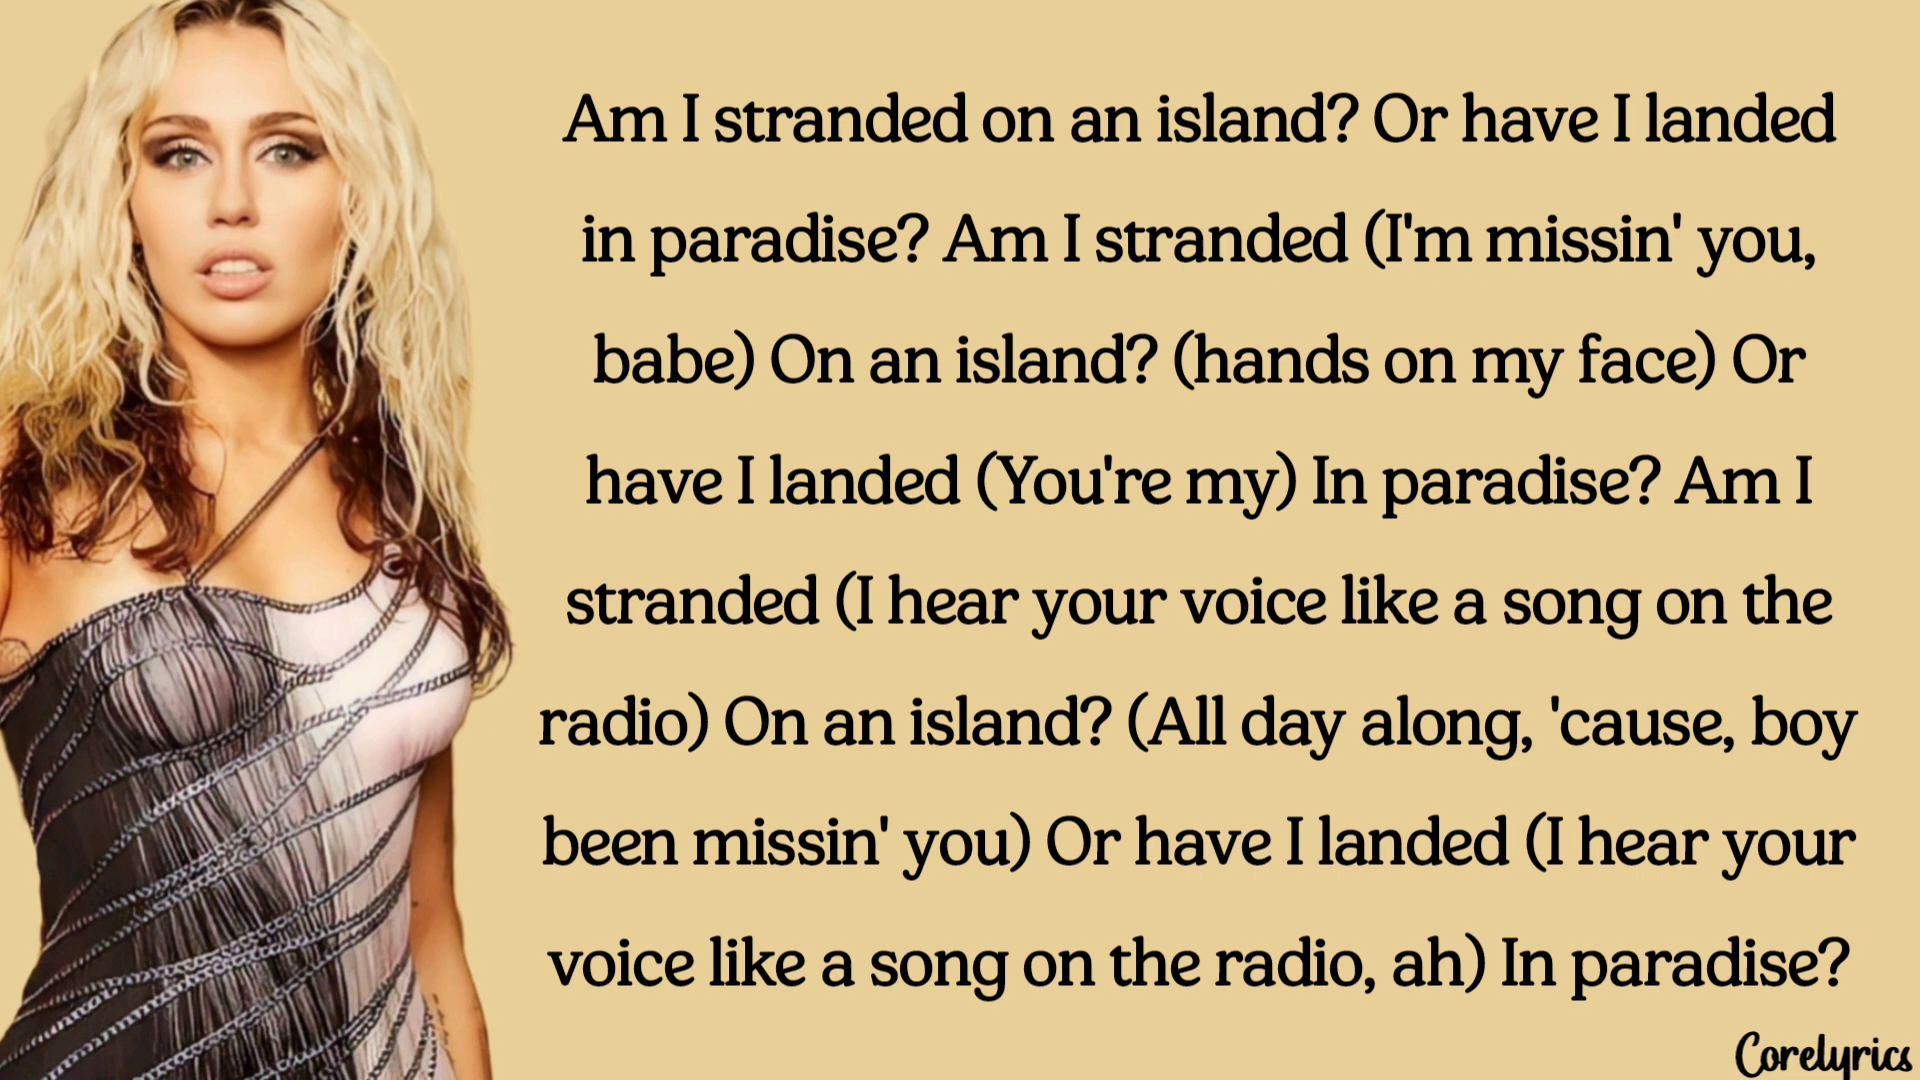 Am I stranded on an island? Or have I landed
in paradise? Am I stranded (I'm missin' you,
babe) On an island? (hands on my face) Or
have I landed (You're my) In paradise? Am I
stranded (I hear your voice like a song on the
radio) On an island? (All day along, 'cause, boy
been missin' you) Or have I landed (I hear your
voice like a song on the radio, ah) In paradise?
Corelyrics